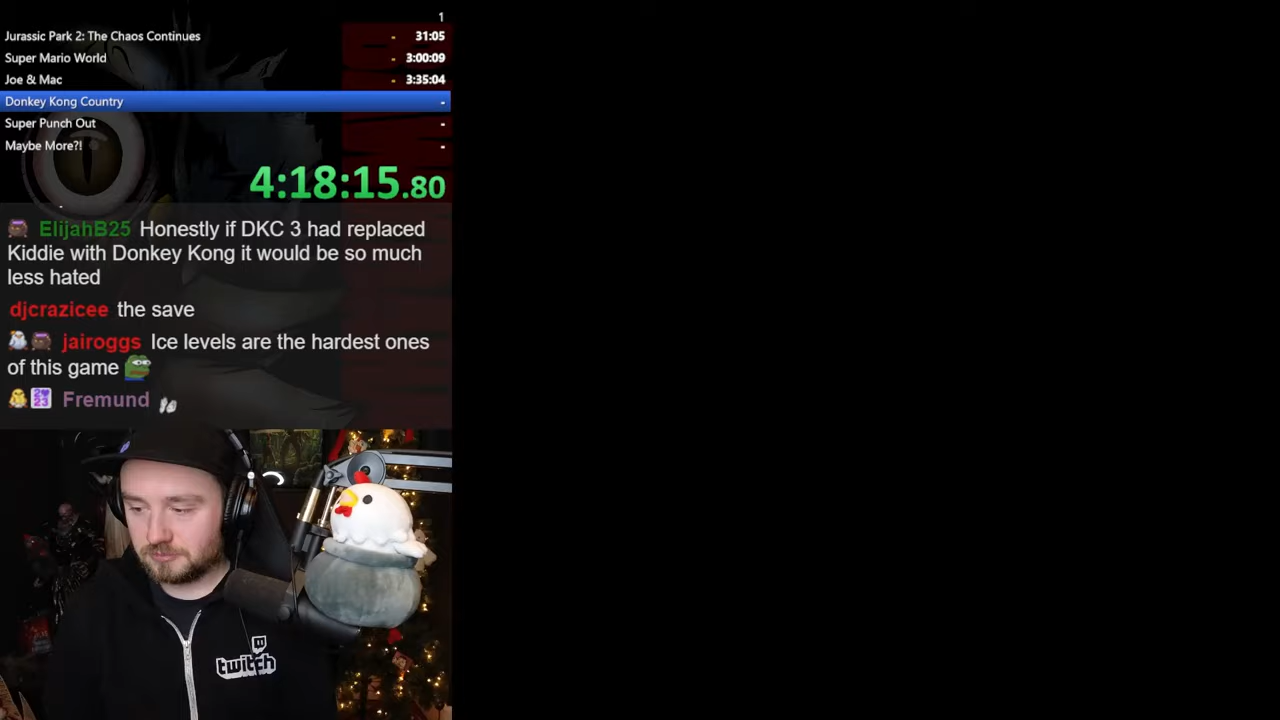 1
Jurassic Park 2: The Chaos Continues - 31:05
Super Mario World - 3:00:09
Joe & Mac - 3:35:04
Donkey Kong Country -
Super Punch Out -
Maybe More?! -
4:18:15.80
ElijahB25 Honestly if DKC 3 had replaced
Kiddie with Donkey Kong it would be so much
less hated
djcrazicee the save
jairoggs Ice levels are the hardest ones
of this game
Fremund
twitch